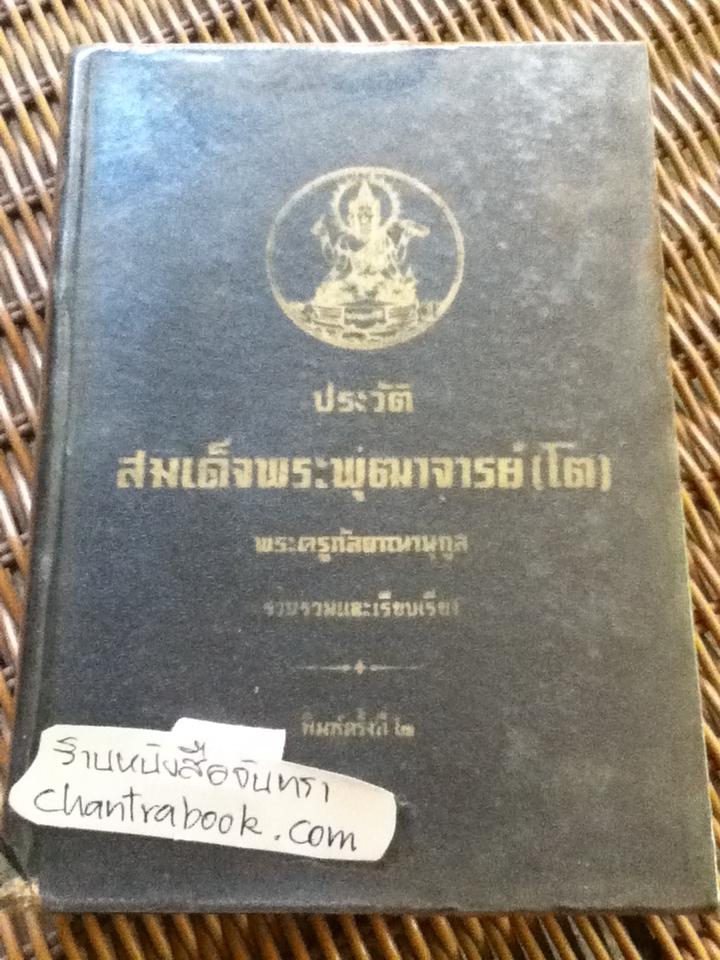 ประวัติ
สมเด็จพระพุฒาจารย์ (โต)
พระครูกัลยาณานุกูล
รวบรวมและเรียบเรียง
พิมพ์ครั้งที่ ๒
ร้านหนังสือจันทรา
chantrabook.com